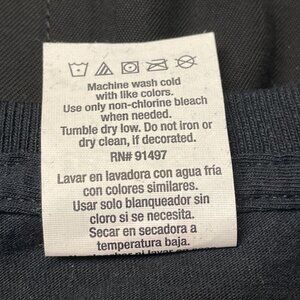 Machine wash cold
with like colors.
Use only non-chlorine bleach
when needed.
Tumble dry low. Do not iron or
dry clean, if decorated.
RN# 91497
Lavar en lavadora con agua fría
con colores similares.
Usar solo blanqueador sin
cloro si se necesita.
Secar en secadora a
temperatura baja.